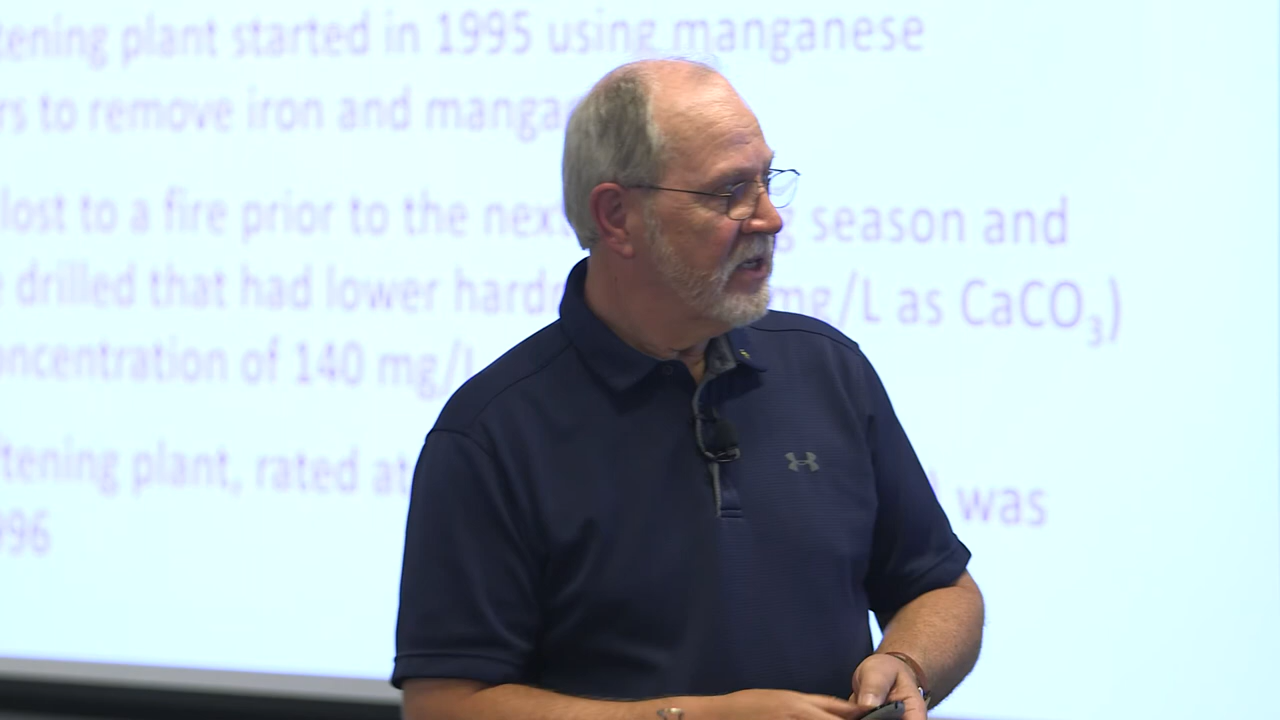 tening plant started in 1995 using manganese
rs to remove iron and manga
lost to a fire prior to the nex season and
drilled that had lower hard mg/L as CaCO₃)
oncentration of 140 mg/L
tening plant, rated at was
996